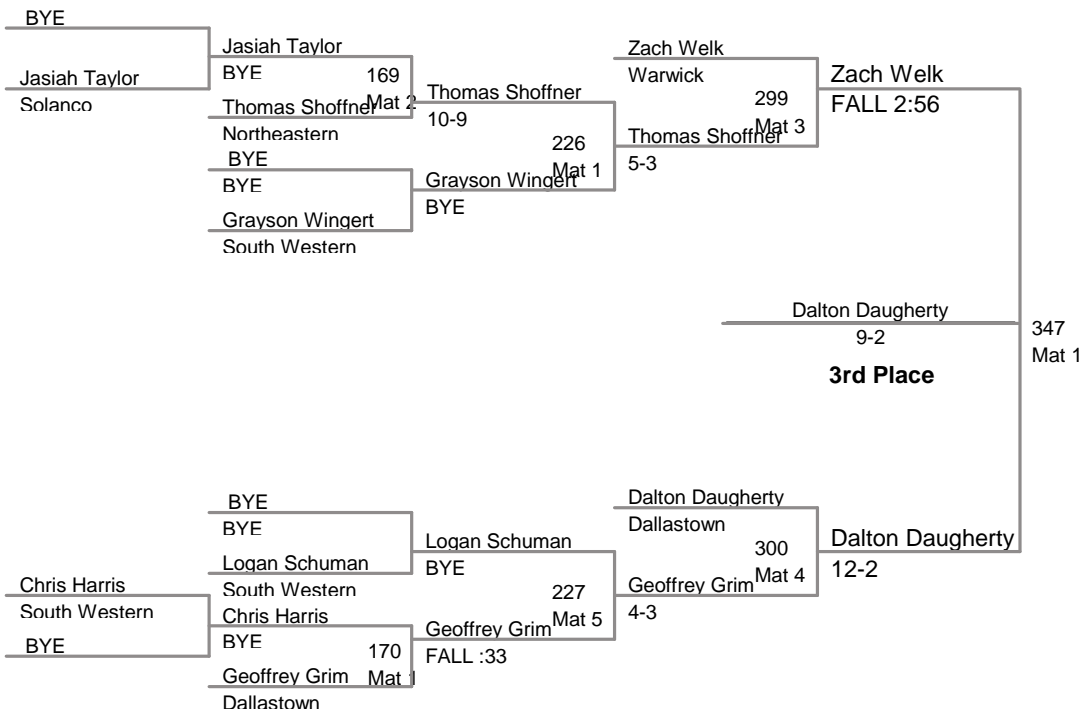 BYE
Jasiah Taylor
Solanco
Jasiah Taylor
BYE
169
Mat 2
Thomas Shoffner
Northeastern
BYE
BYE
Grayson Wingert
South Western
Thomas Shoffner
10-9
226
Mat 1
Grayson Wingert
BYE
Zach Welk
Warwick
299
Mat 3
Thomas Shoffner
5-3
Zach Welk
FALL 2:56
Dalton Daugherty
9-2
3rd Place
347
Mat 1
BYE
BYE
Logan Schuman
South Western
Chris Harris
South Western
BYE
Chris Harris
BYE
170
Mat 1
Geoffrey Grim
Dallastown
Logan Schuman
BYE
227
Mat 5
Geoffrey Grim
FALL :33
Dalton Daugherty
Dallastown
300
Mat 4
Geoffrey Grim
4-3
Dalton Daugherty
12-2